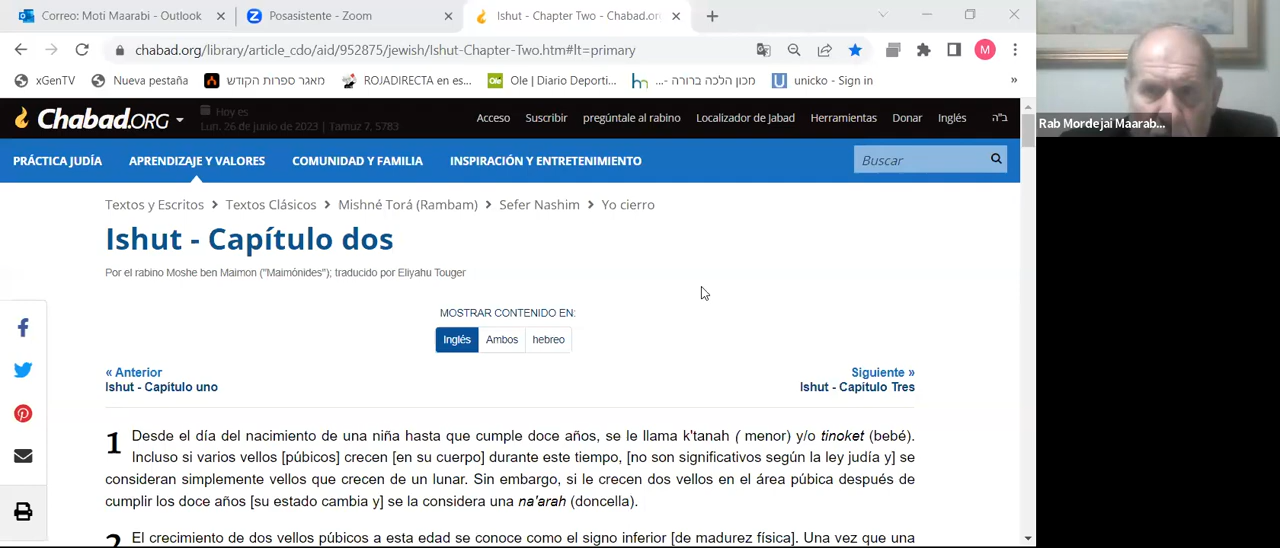 Correo: Moti Maarabi - Outlook
Posasistente - Zoom
Ishut - Chapter Two - Chabad.or
chabad.org/library/article_cdo/aid/952875/jewish/Ishut-Chapter-Two.htm#lt=primary
M
xGenTV
Nueva pestaña
מאגר ספרות הקודש
ROJADIRECTA en es...
Ole | Diario Deporti...
מכון הלכה ברורה -...
unicko - Sign in
»
Chabad.ORG
Hoy es
Lun. 26 de junio de 2023 | Tamuz 7, 5783
Acceso
Suscribir
pregúntale al rabino
Localizador de Jabad
Herramientas
Donar
Inglés
ב"ה
Rab Mordejai Maarab...
PRÁCTICA JUDÍA
APRENDIZAJE Y VALORES
COMUNIDAD Y FAMILIA
INSPIRACIÓN Y ENTRETENIMIENTO
Buscar
Textos y Escritos > Textos Clásicos > Mishné Torá (Rambam) > Sefer Nashim > Yo cierro
Ishut - Capítulo dos
Por el rabino Moshe ben Maimon ("Maimónides"); traducido por Eliyahu Touger
MOSTRAR CONTENIDO EN:
Inglés
Ambos
hebreo
« Anterior
Ishut - Capítulo uno
Siguiente »
Ishut - Capítulo Tres
1 Desde el día del nacimiento de una niña hasta que cumple doce años, se le llama k'tanah ( menor) y/o tinoket (bebé).
Incluso si varios vellos [púbicos] crecen [en su cuerpo] durante este tiempo, [no son significativos según la ley judía y] se
consideran simplemente vellos que crecen de un lunar. Sin embargo, si le crecen dos vellos en el área púbica después de
cumplir los doce años [su estado cambia y] se la considera una na'arah (doncella).
2 El crecimiento de dos vellos púbicos a esta edad se conoce como el signo inferior [de madurez física]. Una vez que una